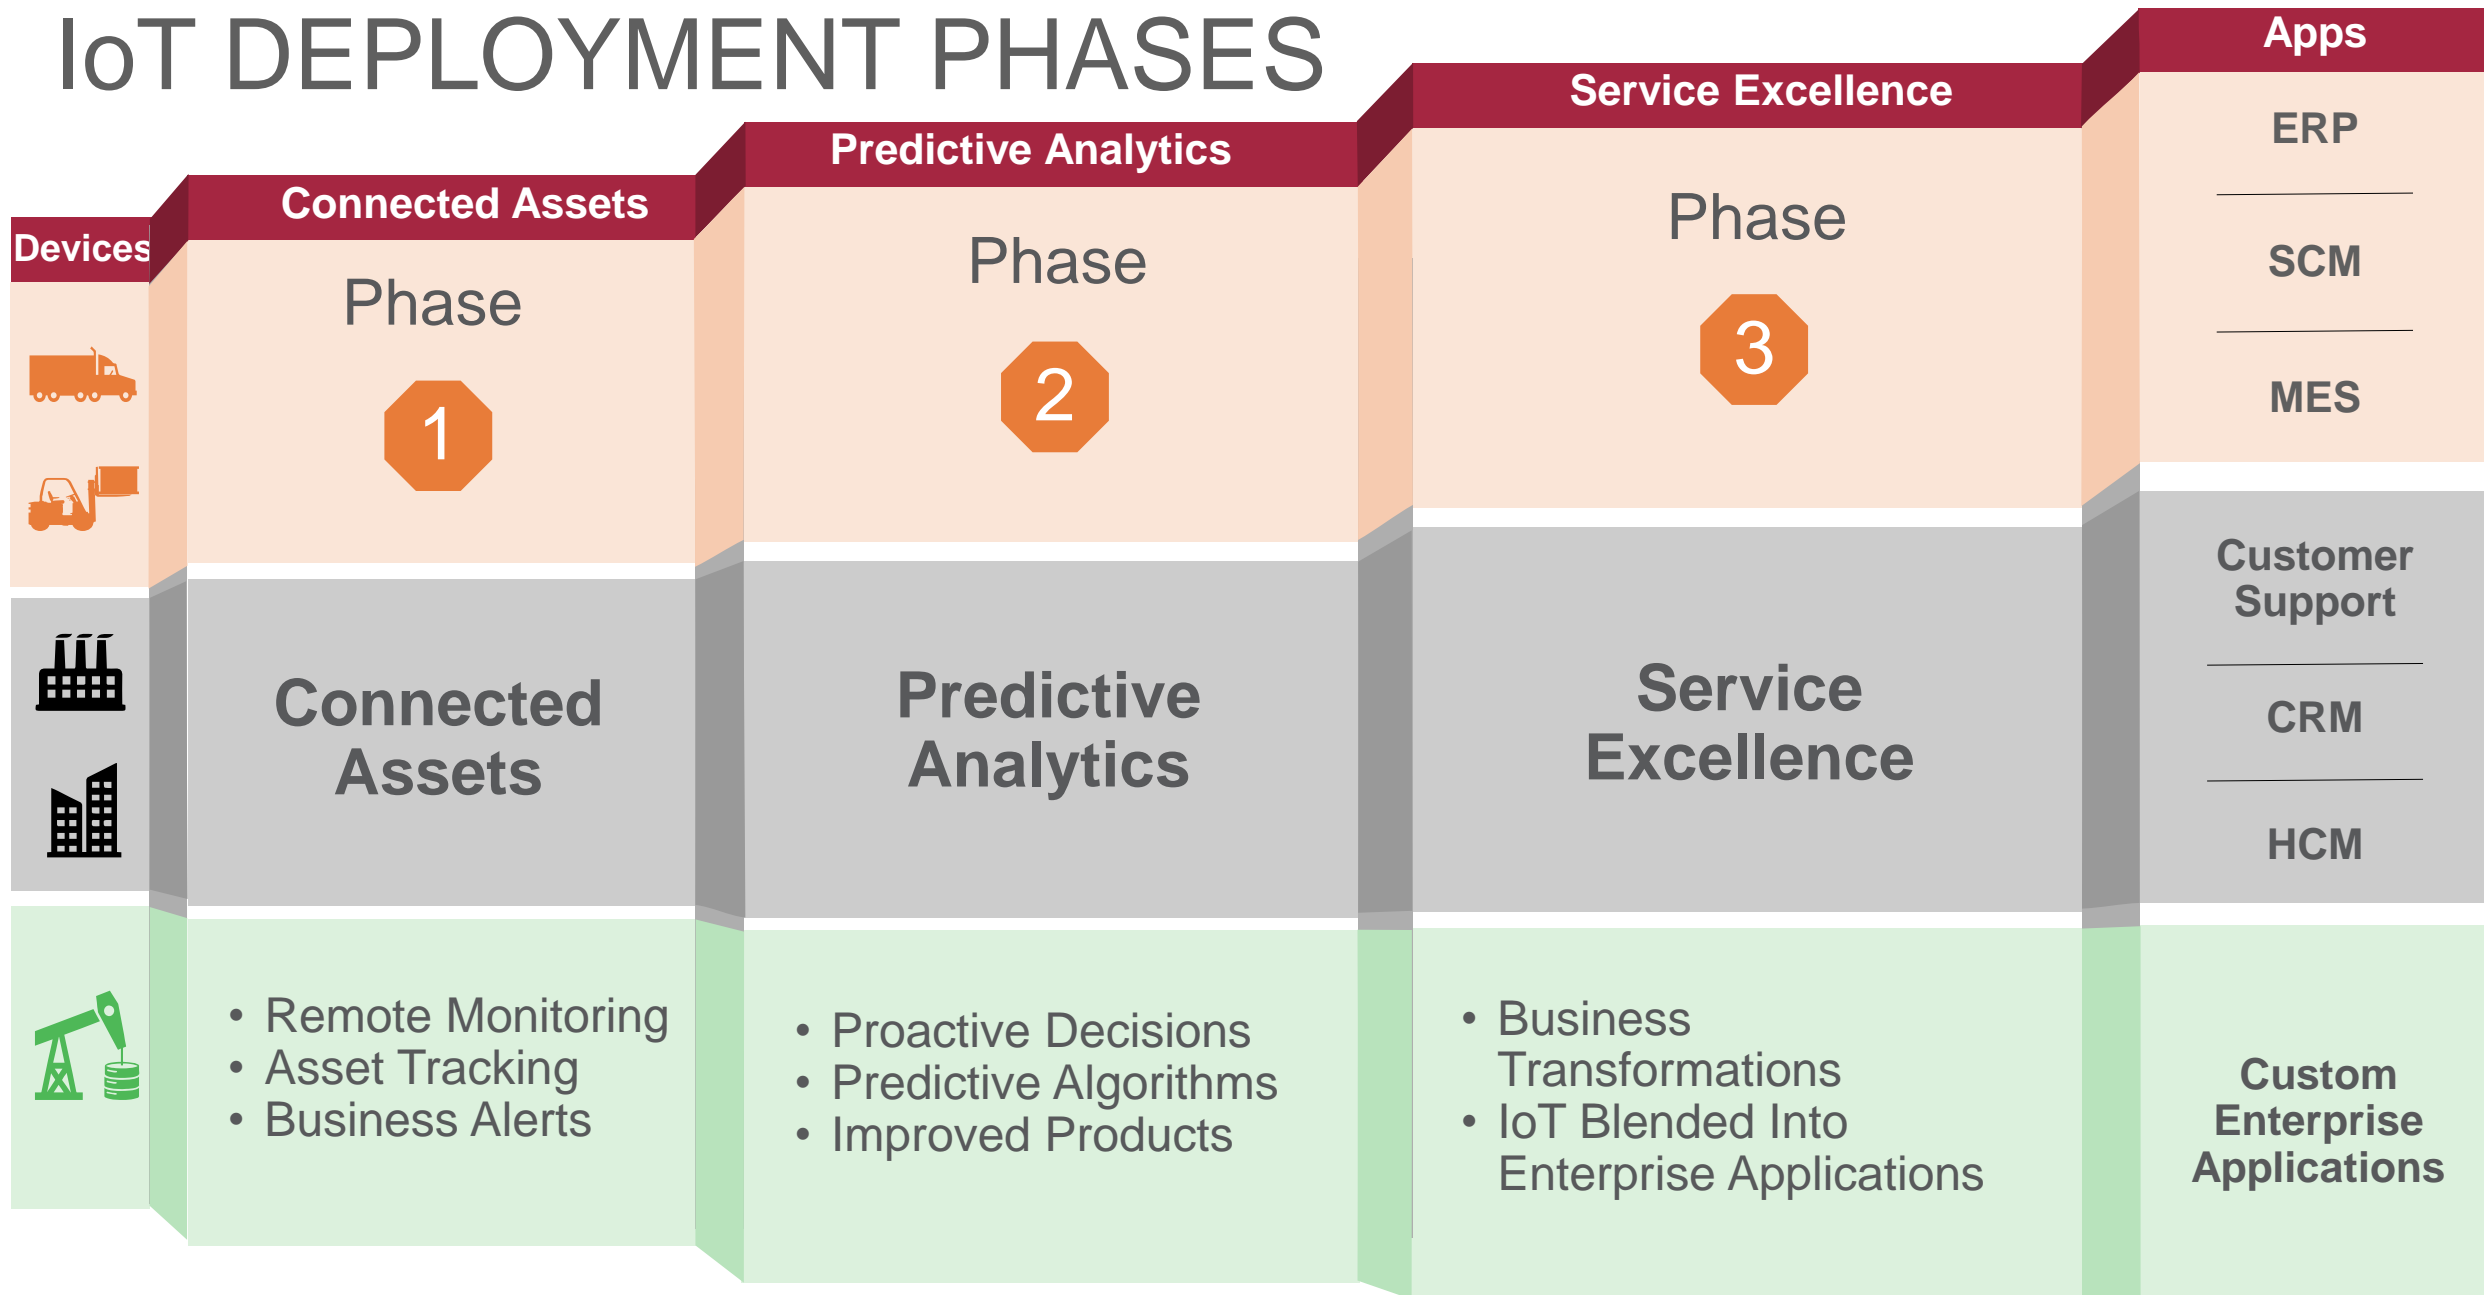 IoT DEPLOYMENT PHASES
Devices
Connected Assets
Phase
1
Connected
Assets
• Remote Monitoring
• Asset Tracking
• Business Alerts
Predictive Analytics
Phase
2
Predictive
Analytics
• Proactive Decisions
• Predictive Algorithms
• Improved Products
Service Excellence
Phase
3
Service
Excellence
• Business
Transformations
• IoT Blended Into
Enterprise Applications
Apps
ERP
SCM
MES
Customer
Support
CRM
HCM
Custom
Enterprise
Applications